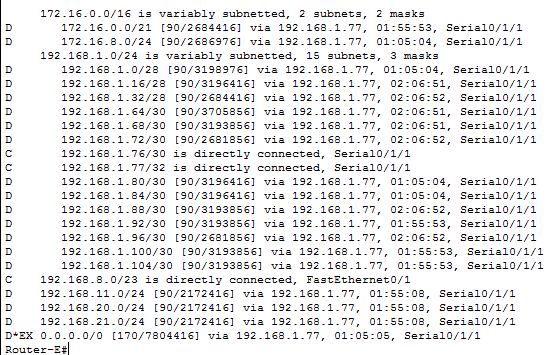 172.16.0.0/16 is variably subnetted, 2 subnets, 2 masks
D 172.16.0.0/21 [90/2684416] via 192.168.1.77, 01:55:53, Serial0/1/1
D 172.16.8.0/24 [90/2686976] via 192.168.1.77, 01:05:04, Serial0/1/1
192.168.1.0/24 is variably subnetted, 15 subnets, 3 masks
D 192.168.1.0/28 [90/3198976] via 192.168.1.77, 01:05:04, Serial0/1/1
D 192.168.1.16/28 [90/3196416] via 192.168.1.77, 02:06:51, Serial0/1/1
D 192.168.1.32/28 [90/2684416] via 192.168.1.77, 02:06:52, Serial0/1/1
D 192.168.1.64/30 [90/3705856] via 192.168.1.77, 02:06:51, Serial0/1/1
D 192.168.1.68/30 [90/3193856] via 192.168.1.77, 02:06:51, Serial0/1/1
D 192.168.1.72/30 [90/2681856] via 192.168.1.77, 02:06:52, Serial0/1/1
C 192.168.1.76/30 is directly connected, Serial0/1/1
C 192.168.1.77/32 is directly connected, Serial0/1/1
D 192.168.1.80/30 [90/3196416] via 192.168.1.77, 01:05:04, Serial0/1/1
D 192.168.1.84/30 [90/3196416] via 192.168.1.77, 01:05:04, Serial0/1/1
D 192.168.1.88/30 [90/3193856] via 192.168.1.77, 02:06:52, Serial0/1/1
D 192.168.1.92/30 [90/3193856] via 192.168.1.77, 01:55:53, Serial0/1/1
D 192.168.1.96/30 [90/2681856] via 192.168.1.77, 02:06:52, Serial0/1/1
D 192.168.1.100/30 [90/3193856] via 192.168.1.77, 01:55:53, Serial0/1/1
D 192.168.1.104/30 [90/3193856] via 192.168.1.77, 01:55:53, Serial0/1/1
C 192.168.8.0/23 is directly connected, FastEthernet0/1
D 192.168.11.0/24 [90/2172416] via 192.168.1.77, 01:55:08, Serial0/1/1
D 192.168.20.0/24 [90/2172416] via 192.168.1.77, 01:55:08, Serial0/1/1
D 192.168.21.0/24 [90/2172416] via 192.168.1.77, 01:55:08, Serial0/1/1
D*EX 0.0.0.0/0 [170/7804416] via 192.168.1.77, 01:05:05, Serial0/1/1
Router-E#